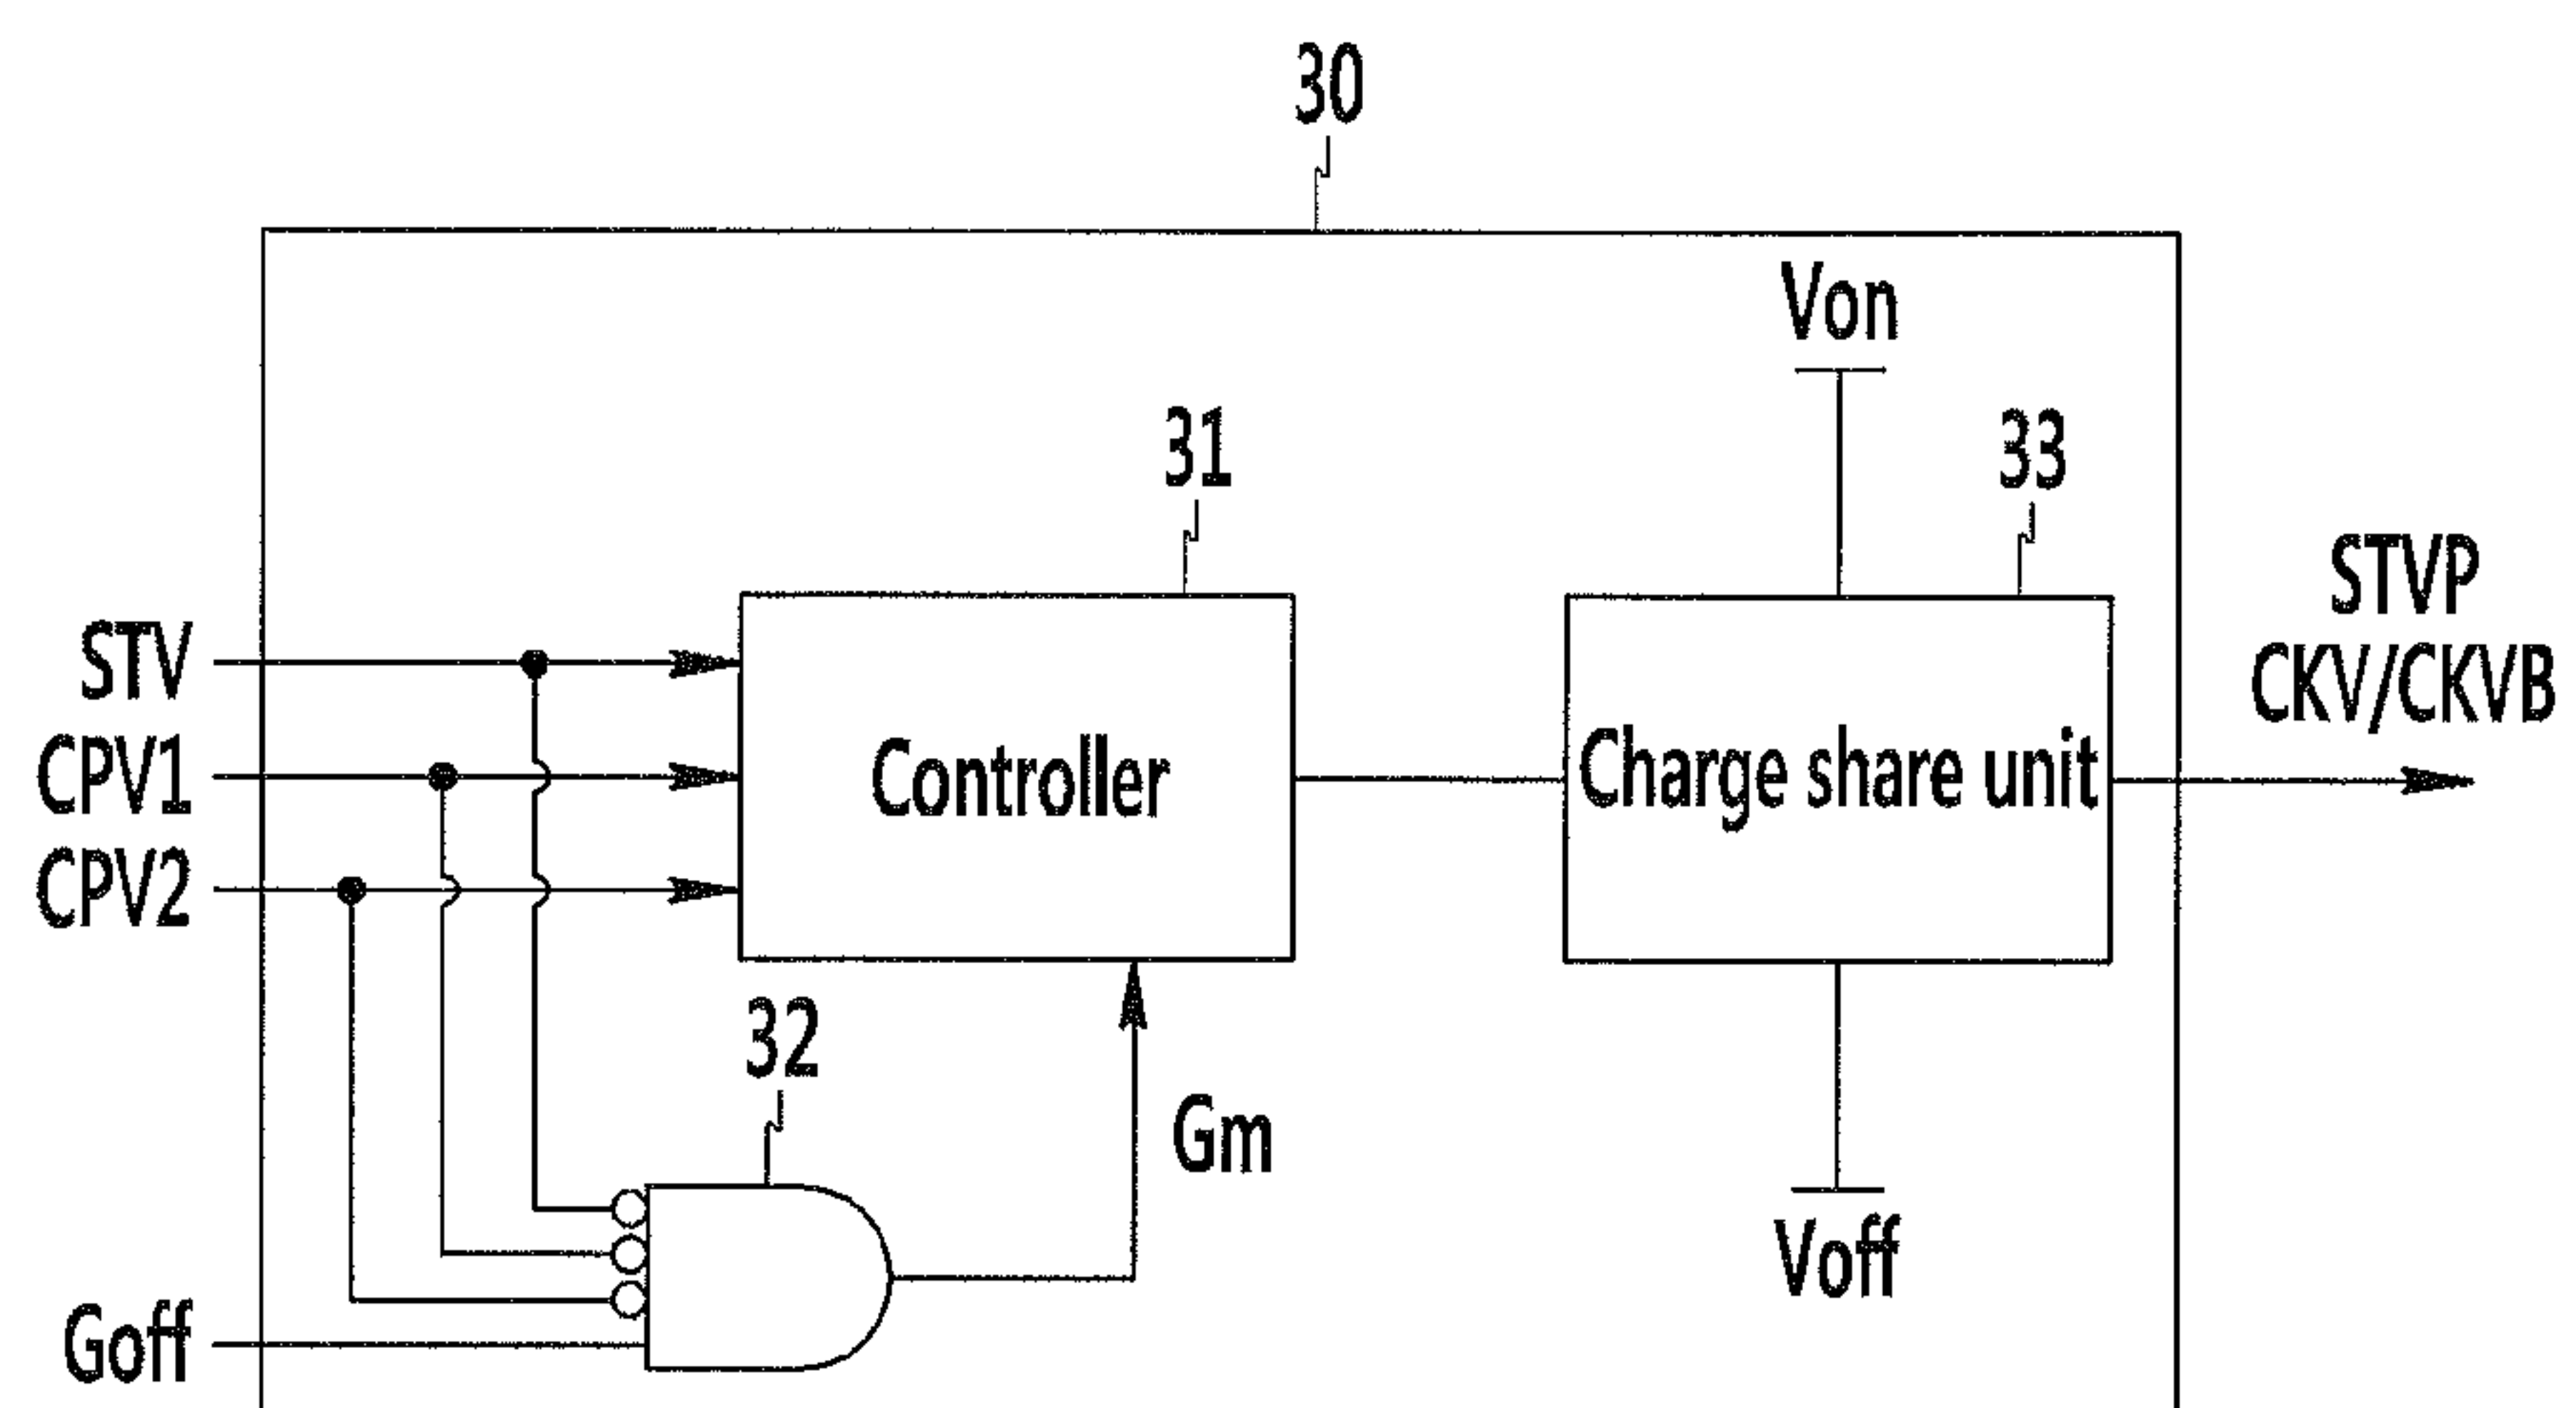 30
Von
31
33
STVP
CKV/CKVB
STV
CPV1
CPV2
Controller
Charge share unit
32
Gm
Voff
Goff